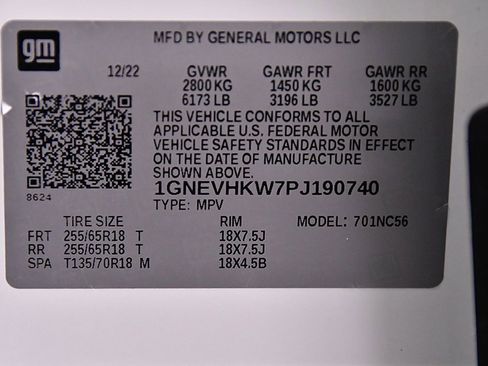 gm
MFD BY GENERAL MOTORS LLC
12/22 GVWR GAWR FRT GAWR RR
2800 KG 1450 KG 1600 KG
6173 LB 3196 LB 3527 LB
THIS VEHICLE CONFORMS TO ALL
APPLICABLE U.S. FEDERAL MOTOR
VEHICLE SAFETY STANDARDS IN EFFECT
ON THE DATE OF MANUFACTURE
SHOWN ABOVE.
1GNEVHKW7PJ190740
8624
TYPE: MPV
TIRE SIZE RIM MODEL: 701NC56
FRT 255/65R18 T 18X7.5J
RR 255/65R18 T 18X7.5J
SPA T135/70R18 M 18X4.5B